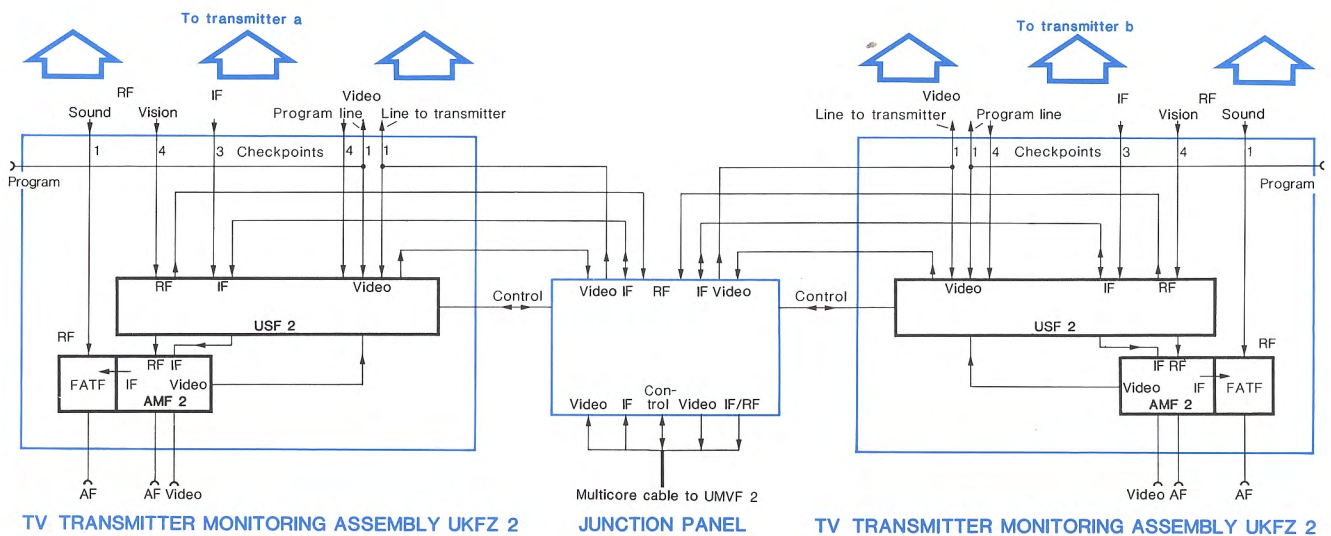 To transmitter a
To transmitter b
RF
IF
Video
Sound
Vision
Program line
Line to transmitter
1
4
3
Checkpoints
4
1
1
Program
RF
IF
Video
USF 2
RF
RF IF
FATF
IF
Video
AMF 2
AF
AF
Video
TV TRANSMITTER MONITORING ASSEMBLY UKFZ 2
Control
Video
IF
RF
IF
Video
Control
Video
IF
Con-
trol
Video
IF/RF
Multicore cable to UMVF 2
JUNCTION PANEL
Video
IF
RF
Line to transmitter
Program line
Vision
Sound
1
1
4
Checkpoints
3
4
1
Program
Video
IF
RF
USF 2
RF
IF RF
Video
IF
FATF
AMF 2
Video
AF
AF
TV TRANSMITTER MONITORING ASSEMBLY UKFZ 2